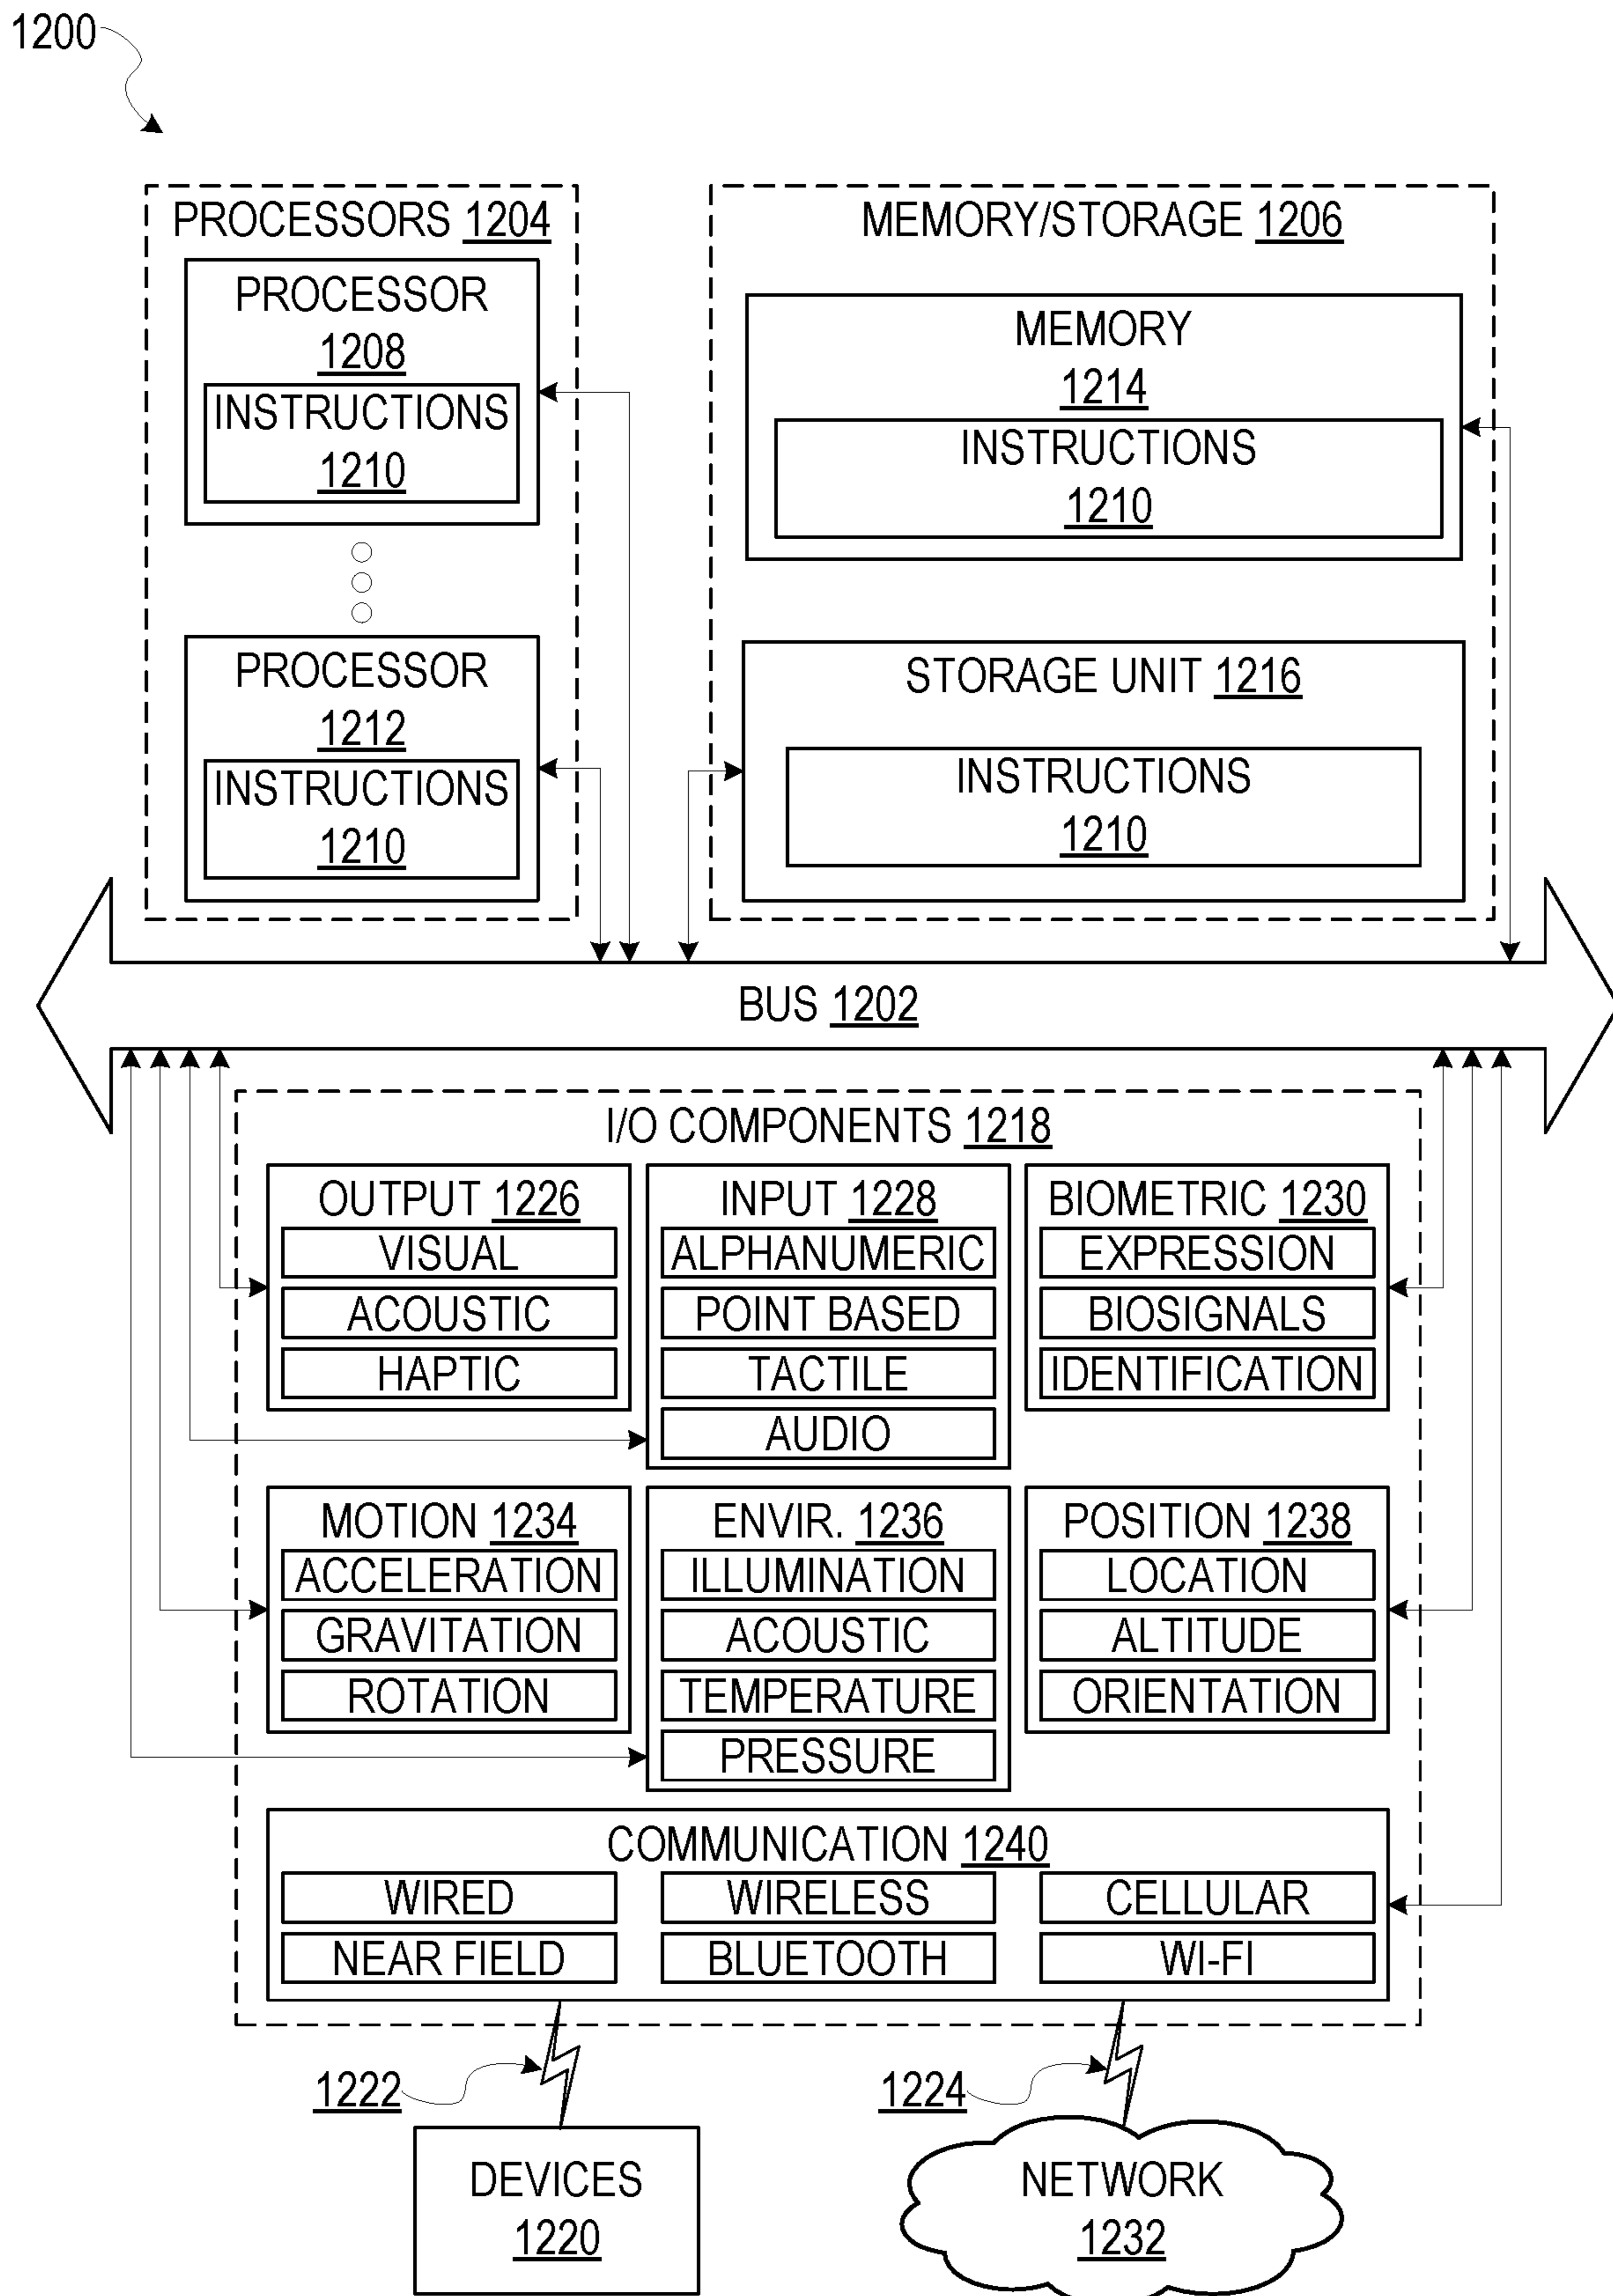 1200
PROCESSORS 1204
PROCESSOR
1208
INSTRUCTIONS
1210
PROCESSOR
1212
INSTRUCTIONS
1210
MEMORY/STORAGE 1206
MEMORY
1214
INSTRUCTIONS
1210
STORAGE UNIT 1216
INSTRUCTIONS
1210
BUS 1202
I/O COMPONENTS 1218
OUTPUT 1226
VISUAL
ACOUSTIC
HAPTIC
INPUT 1228
ALPHANUMERIC
POINT BASED
TACTILE
AUDIO
BIOMETRIC 1230
EXPRESSION
BIOSIGNALS
IDENTIFICATION
MOTION 1234
ACCELERATION
GRAVITATION
ROTATION
ENVIR. 1236
ILLUMINATION
ACOUSTIC
TEMPERATURE
PRESSURE
POSITION 1238
LOCATION
ALTITUDE
ORIENTATION
COMMUNICATION 1240
WIRED
WIRELESS
CELLULAR
NEAR FIELD
BLUETOOTH
WI-FI
1222
1224
DEVICES
1220
NETWORK
1232